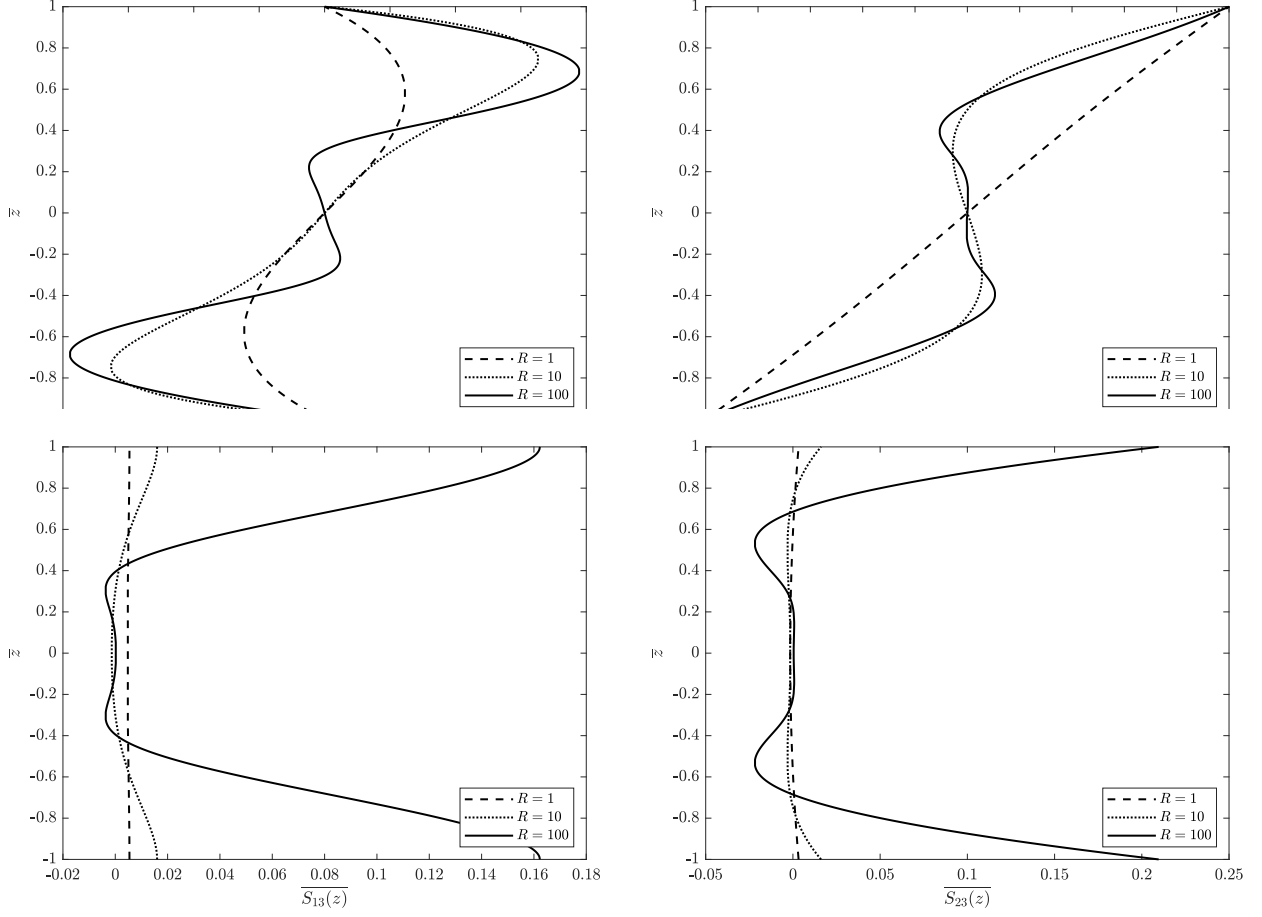 1
0.8
0.6
0.4
0.2
0
-0.2
-0.4
-0.6
-0.8
z̅
R = 1
R = 10
R = 100
1
0.8
0.6
0.4
0.2
0
-0.2
-0.4
-0.6
-0.8
z̅
R = 1
R = 10
R = 100
1
0.8
0.6
0.4
0.2
0
-0.2
-0.4
-0.6
-0.8
-1
z̅
R = 1
R = 10
R = 100
-0.02 0 0.02 0.04 0.06 0.08 0.1 0.12 0.14 0.16 0.18
\overline{S_{13}(z)}
1
0.8
0.6
0.4
0.2
0
-0.2
-0.4
-0.6
-0.8
-1
z̅
R = 1
R = 10
R = 100
-0.05 0 0.05 0.1 0.15 0.2 0.25
\overline{S_{23}(z)}